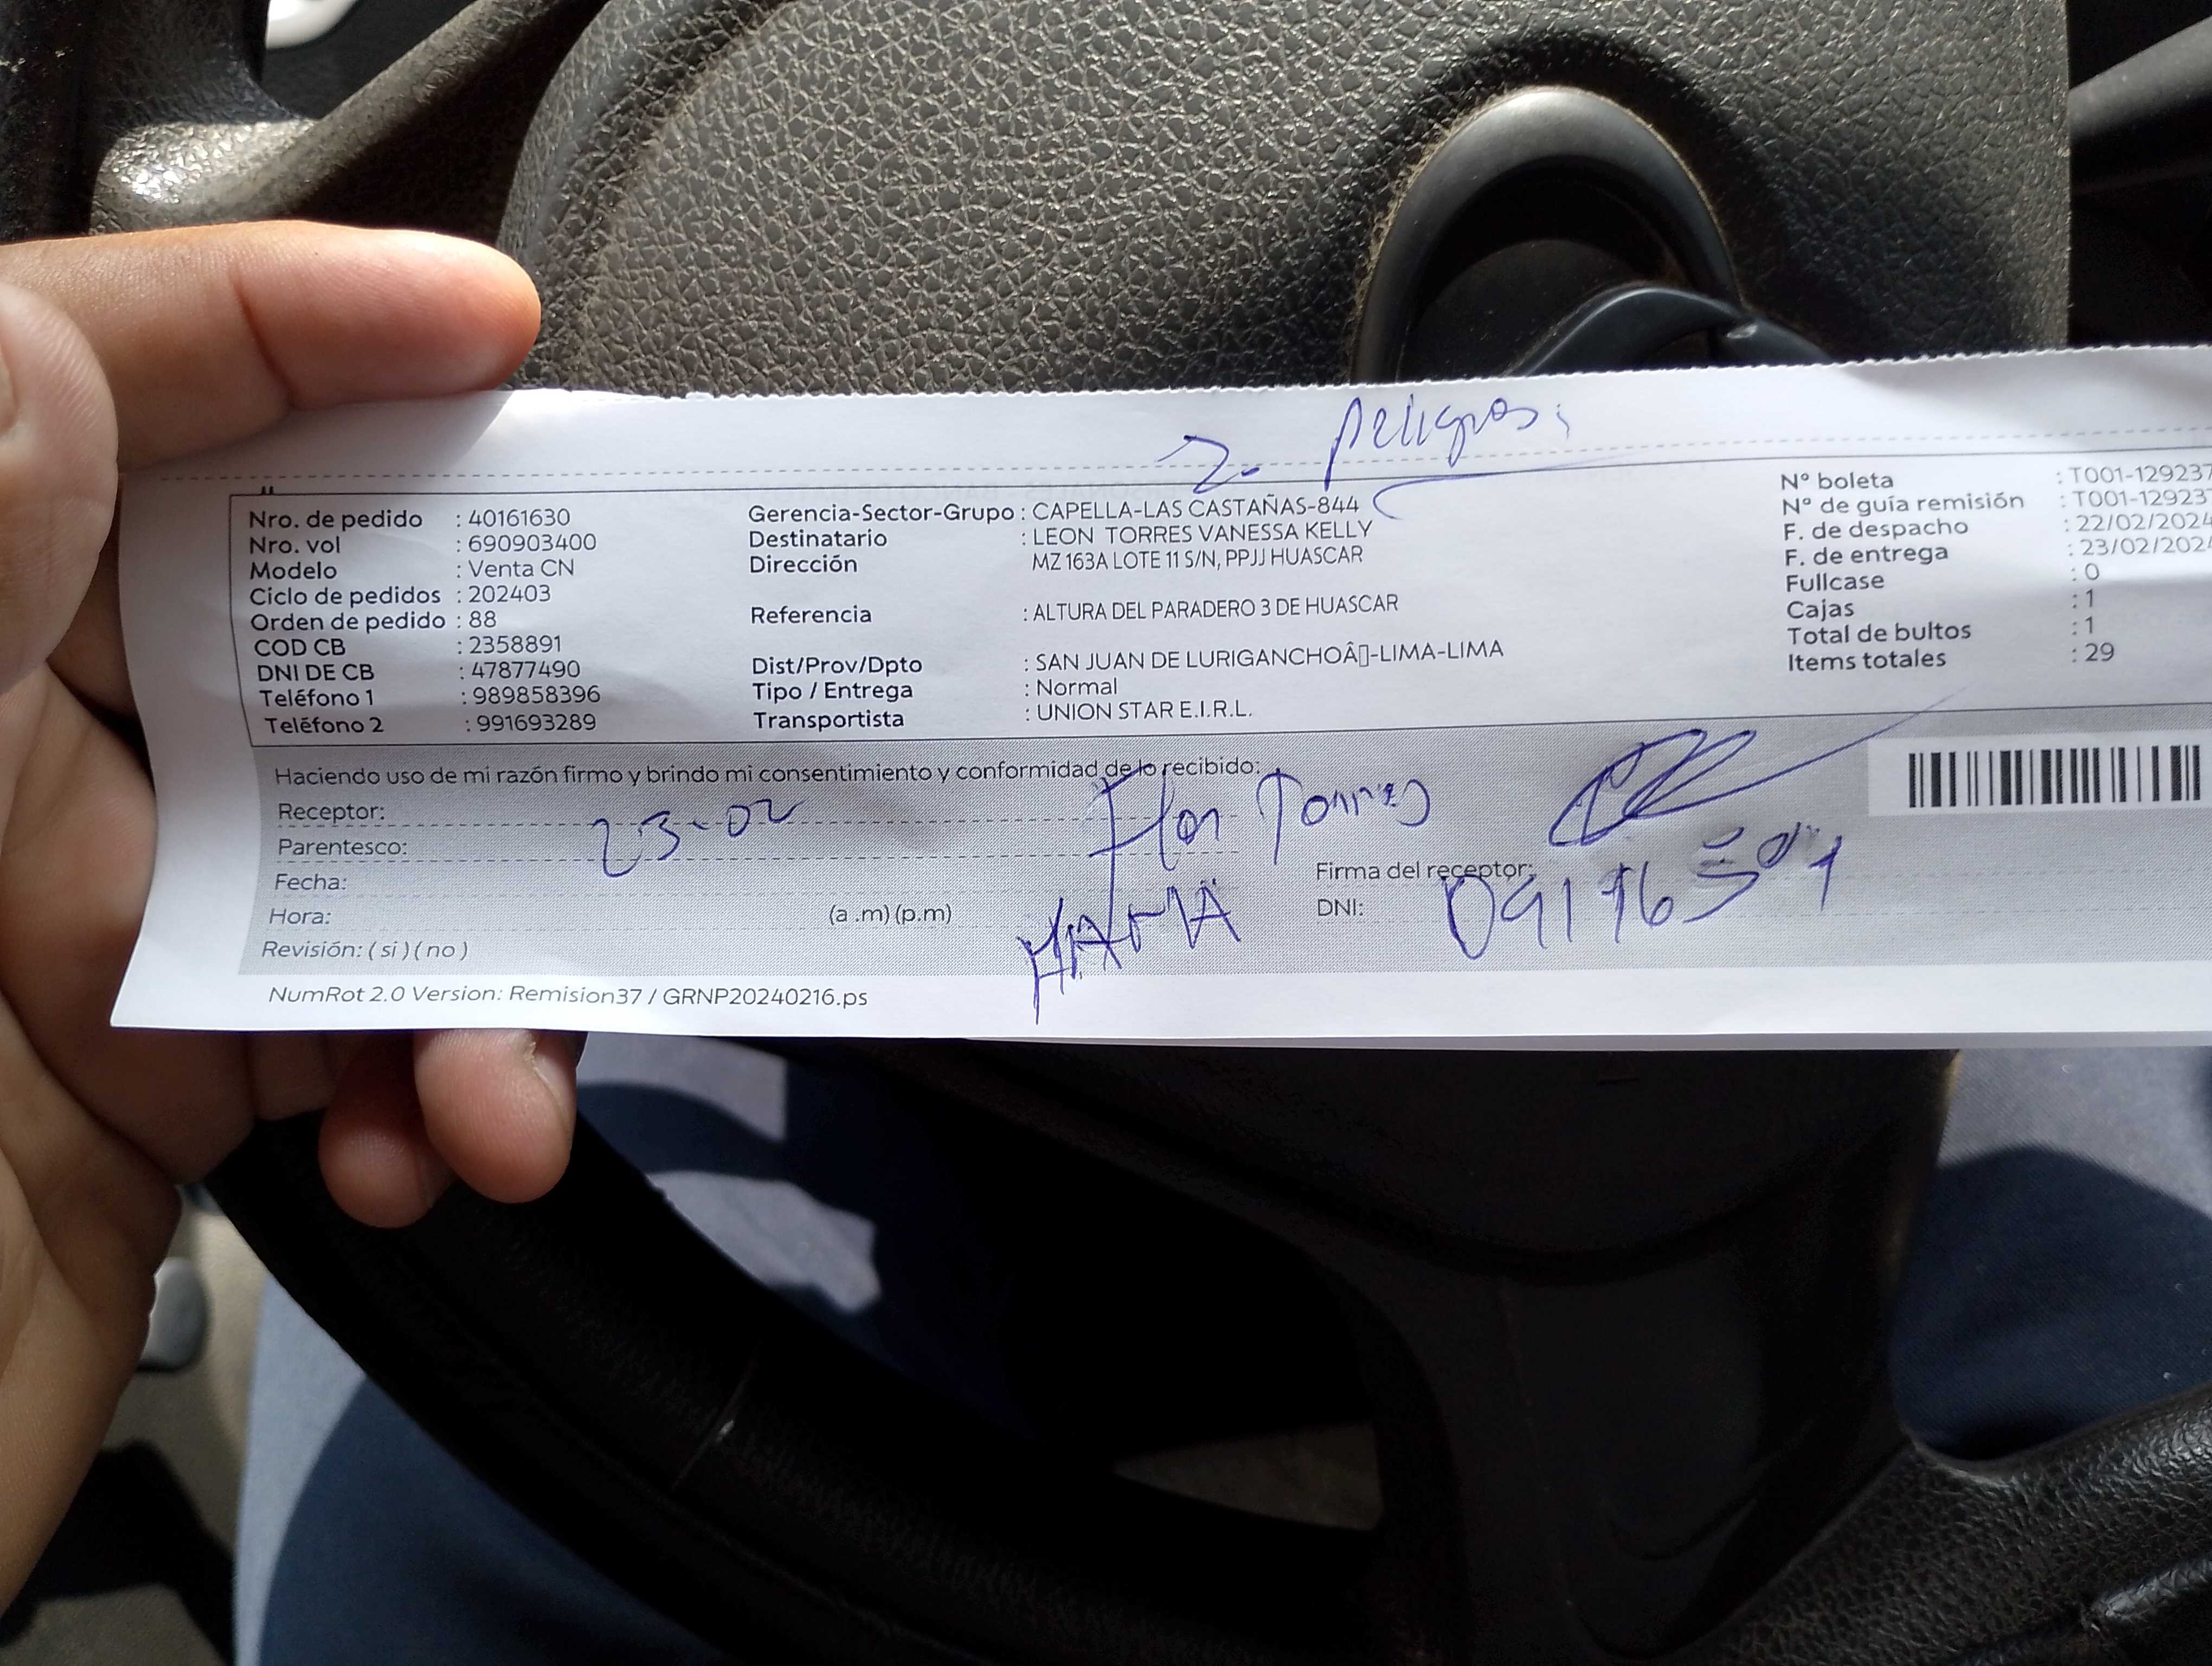 2. Peligros
Nro. de pedido : 40161630
Nro. vol : 690903400
Modelo : Venta CN
Ciclo de pedidos : 202403
Orden de pedido : 88
COD CB : 2358891
DNI DE CB : 47877490
Teléfono 1 : 989858396
Teléfono 2 : 991693289
Gerencia-Sector-Grupo : CAPELLA-LAS CASTAÑAS-844
Destinatario : LEON TORRES VANESSA KELLY
Dirección MZ 163A LOTE 11 S/N, PPJJ HUASCAR
Referencia : ALTURA DEL PARADERO 3 DE HUASCAR
Dist/Prov/Dpto : SAN JUAN DE LURIGANCHOÂ▯-LIMA-LIMA
Tipo / Entrega : Normal
Transportista : UNION STAR E.I.R.L.
N° boleta : T001-129237
N° de guía remisión : T001-12923
F. de despacho : 22/02/2024
F. de entrega : 23/02/202
Fullcase : 0
Cajas : 1
Total de bultos : 1
Items totales : 29
Haciendo uso de mi razón firmo y brindo mi consentimiento y conformidad de lo recibido:
Receptor: Flor Torres
Parentesco: 23-02
Fecha:
Hora: (a .m) (p.m) MAMA
Revisión: ( si ) ( no )
Firma del receptor:
DNI:
NumRot 2.0 Version: Remision37 / GRNP20240216.ps